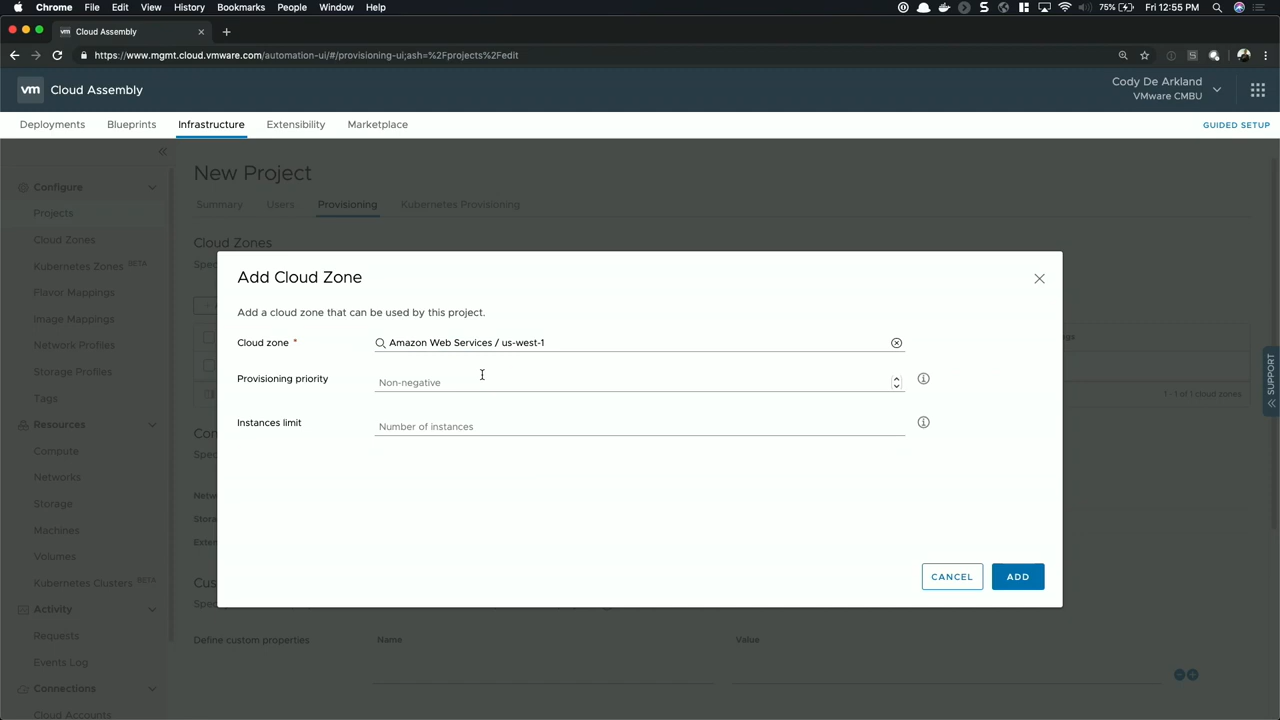 Chrome File Edit View History Bookmarks People Window Help 75% Fri 12:55 PM
vm Cloud Assembly
https://www.mgmt.cloud.vmware.com/automation-ui/#/provisioning-ui;ash=%2Fprojects%2Fedit
vm Cloud Assembly
Cody De Arkland
VMware CMBU
Deployments Blueprints Infrastructure Extensibility Marketplace GUIDED SETUP
New Project
Summary Users Provisioning Kubernetes Provisioning
Cloud Zones
Configure
Projects
Cloud Zones
Kubernetes Zones BETA
Flavor Mappings
Image Mappings
Network Profiles
Storage Profiles
Tags
Resources
Compute
Networks
Storage
Machines
Volumes
Kubernetes Clusters BETA
Activity
Requests
Events Log
Connections
Cloud Accounts
Add Cloud Zone
Add a cloud zone that can be used by this project.
Cloud zone * Amazon Web Services / us-west-1
Provisioning priority Non-negative
Instances limit Number of instances
CANCEL ADD
1 - 1 of 1 cloud zones
SUPPORT
Define custom properties Name Value